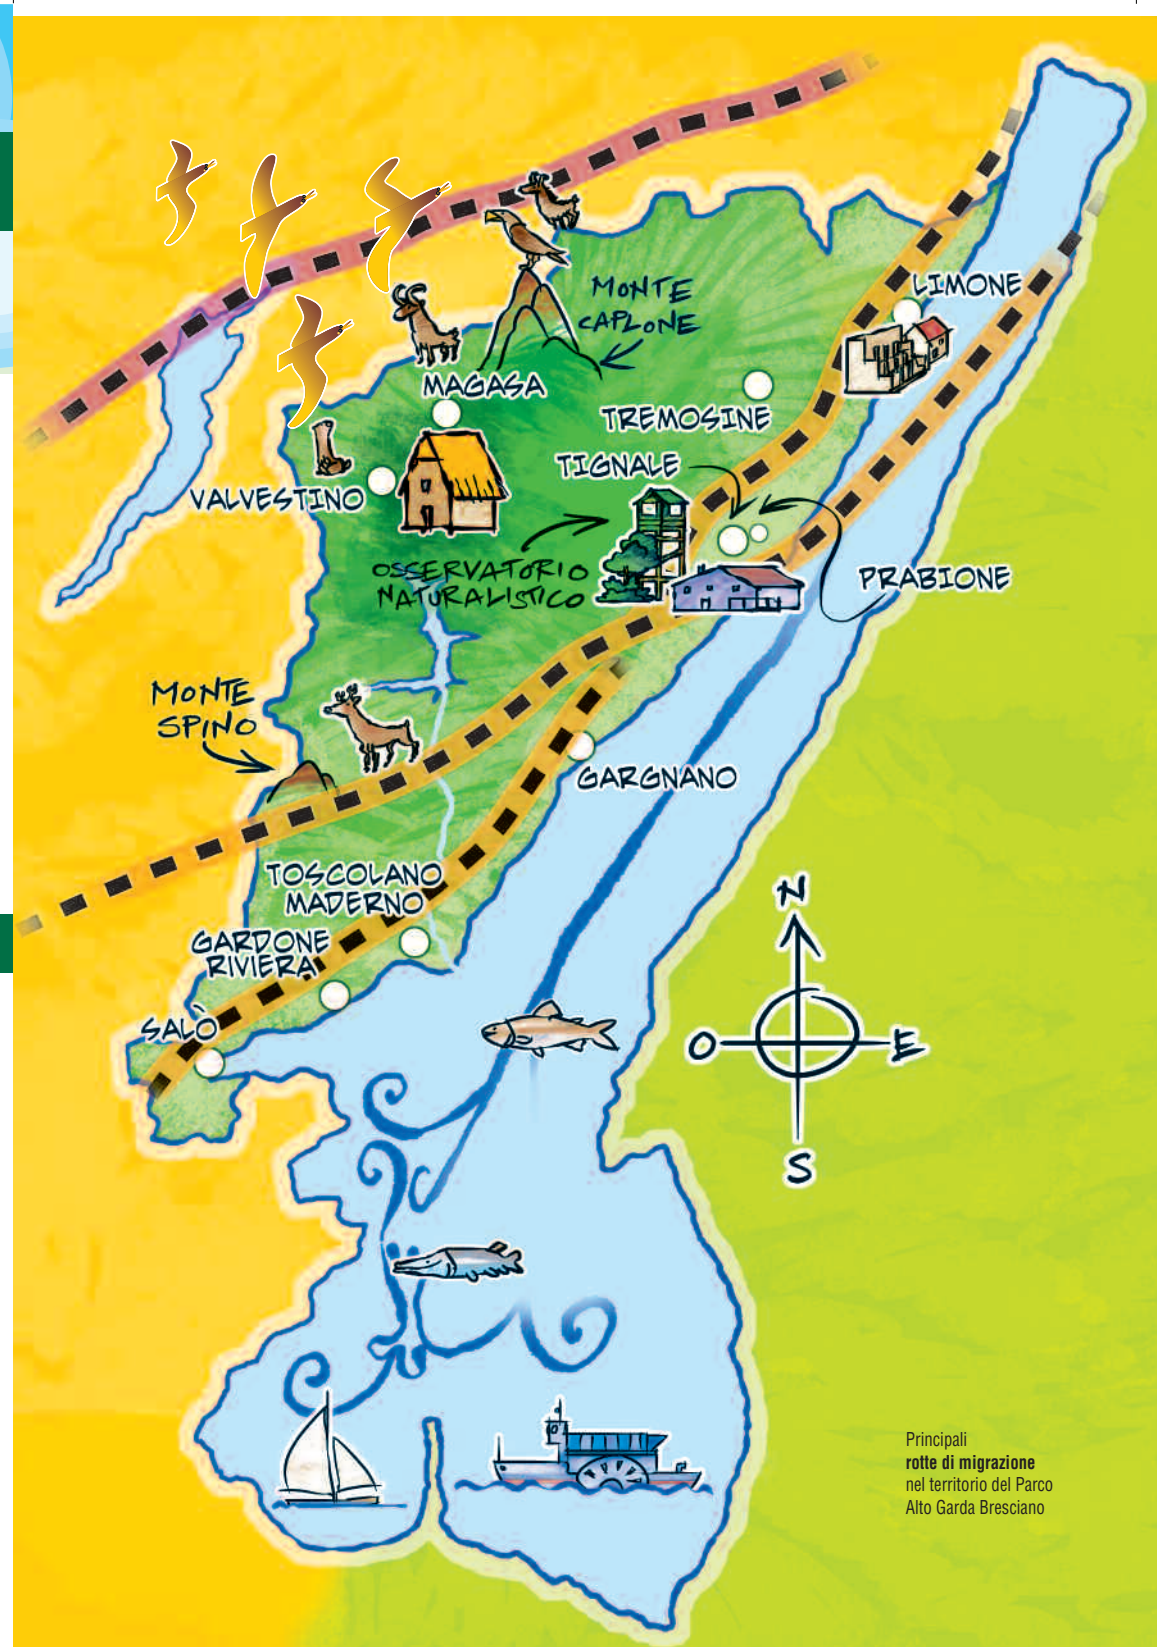 LIMONE
MONTE
CAPLONE
MAGASA
TREMOSINE
TIGNALE
VALVESTINO
OSSERVATORIO
NATURALISTICO
PRABIONE
MONTE
SPINO
GARGNANO
TOSCOLANO
MADERNO
GARDONE
RIVIERA
SALÒ
N
O
E
S
Principali
rotte di migrazione
nel territorio del Parco
Alto Garda Bresciano